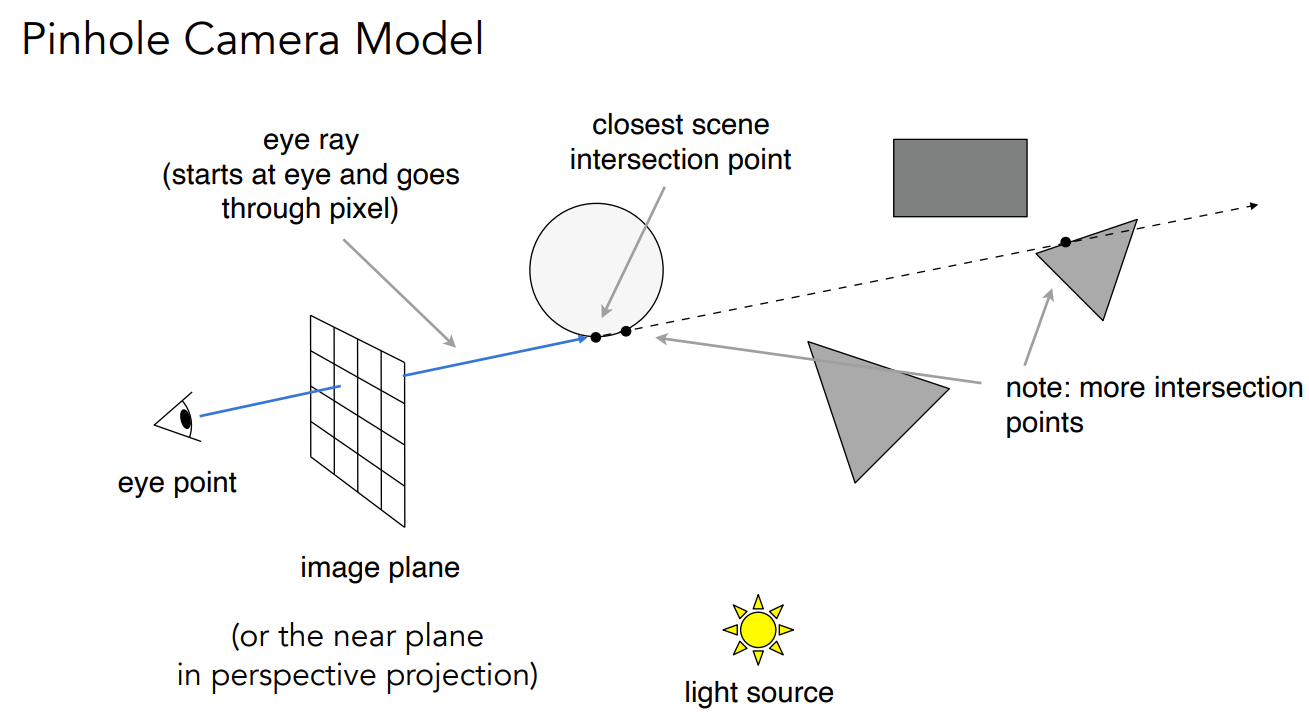 Pinhole Camera Model
eye ray
(starts at eye and goes
through pixel)
closest scene
intersection point
note: more intersection
points
eye point
image plane
(or the near plane
in perspective projection)
light source